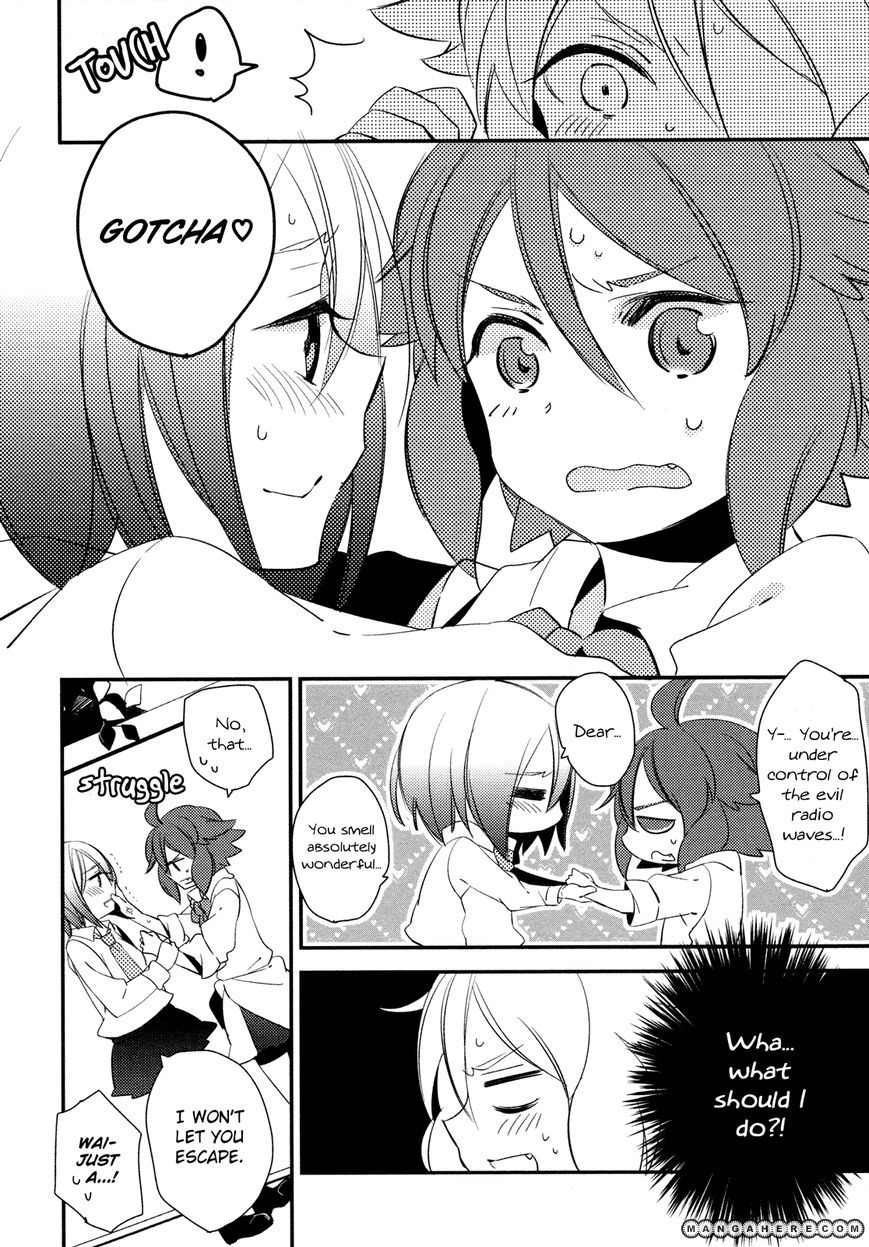 TOUCH
!
GOTCHA♡
Y-... You're...
under
control of
the evil
radio
waves...!
Dear...
You smell
absolutely
wonderful...
No,
that...
struggle
I WON'T
LET YOU
ESCAPE.
WAI-
JUST
A...!
Wha...
what
should I
do?!
MANGAHERE.COM